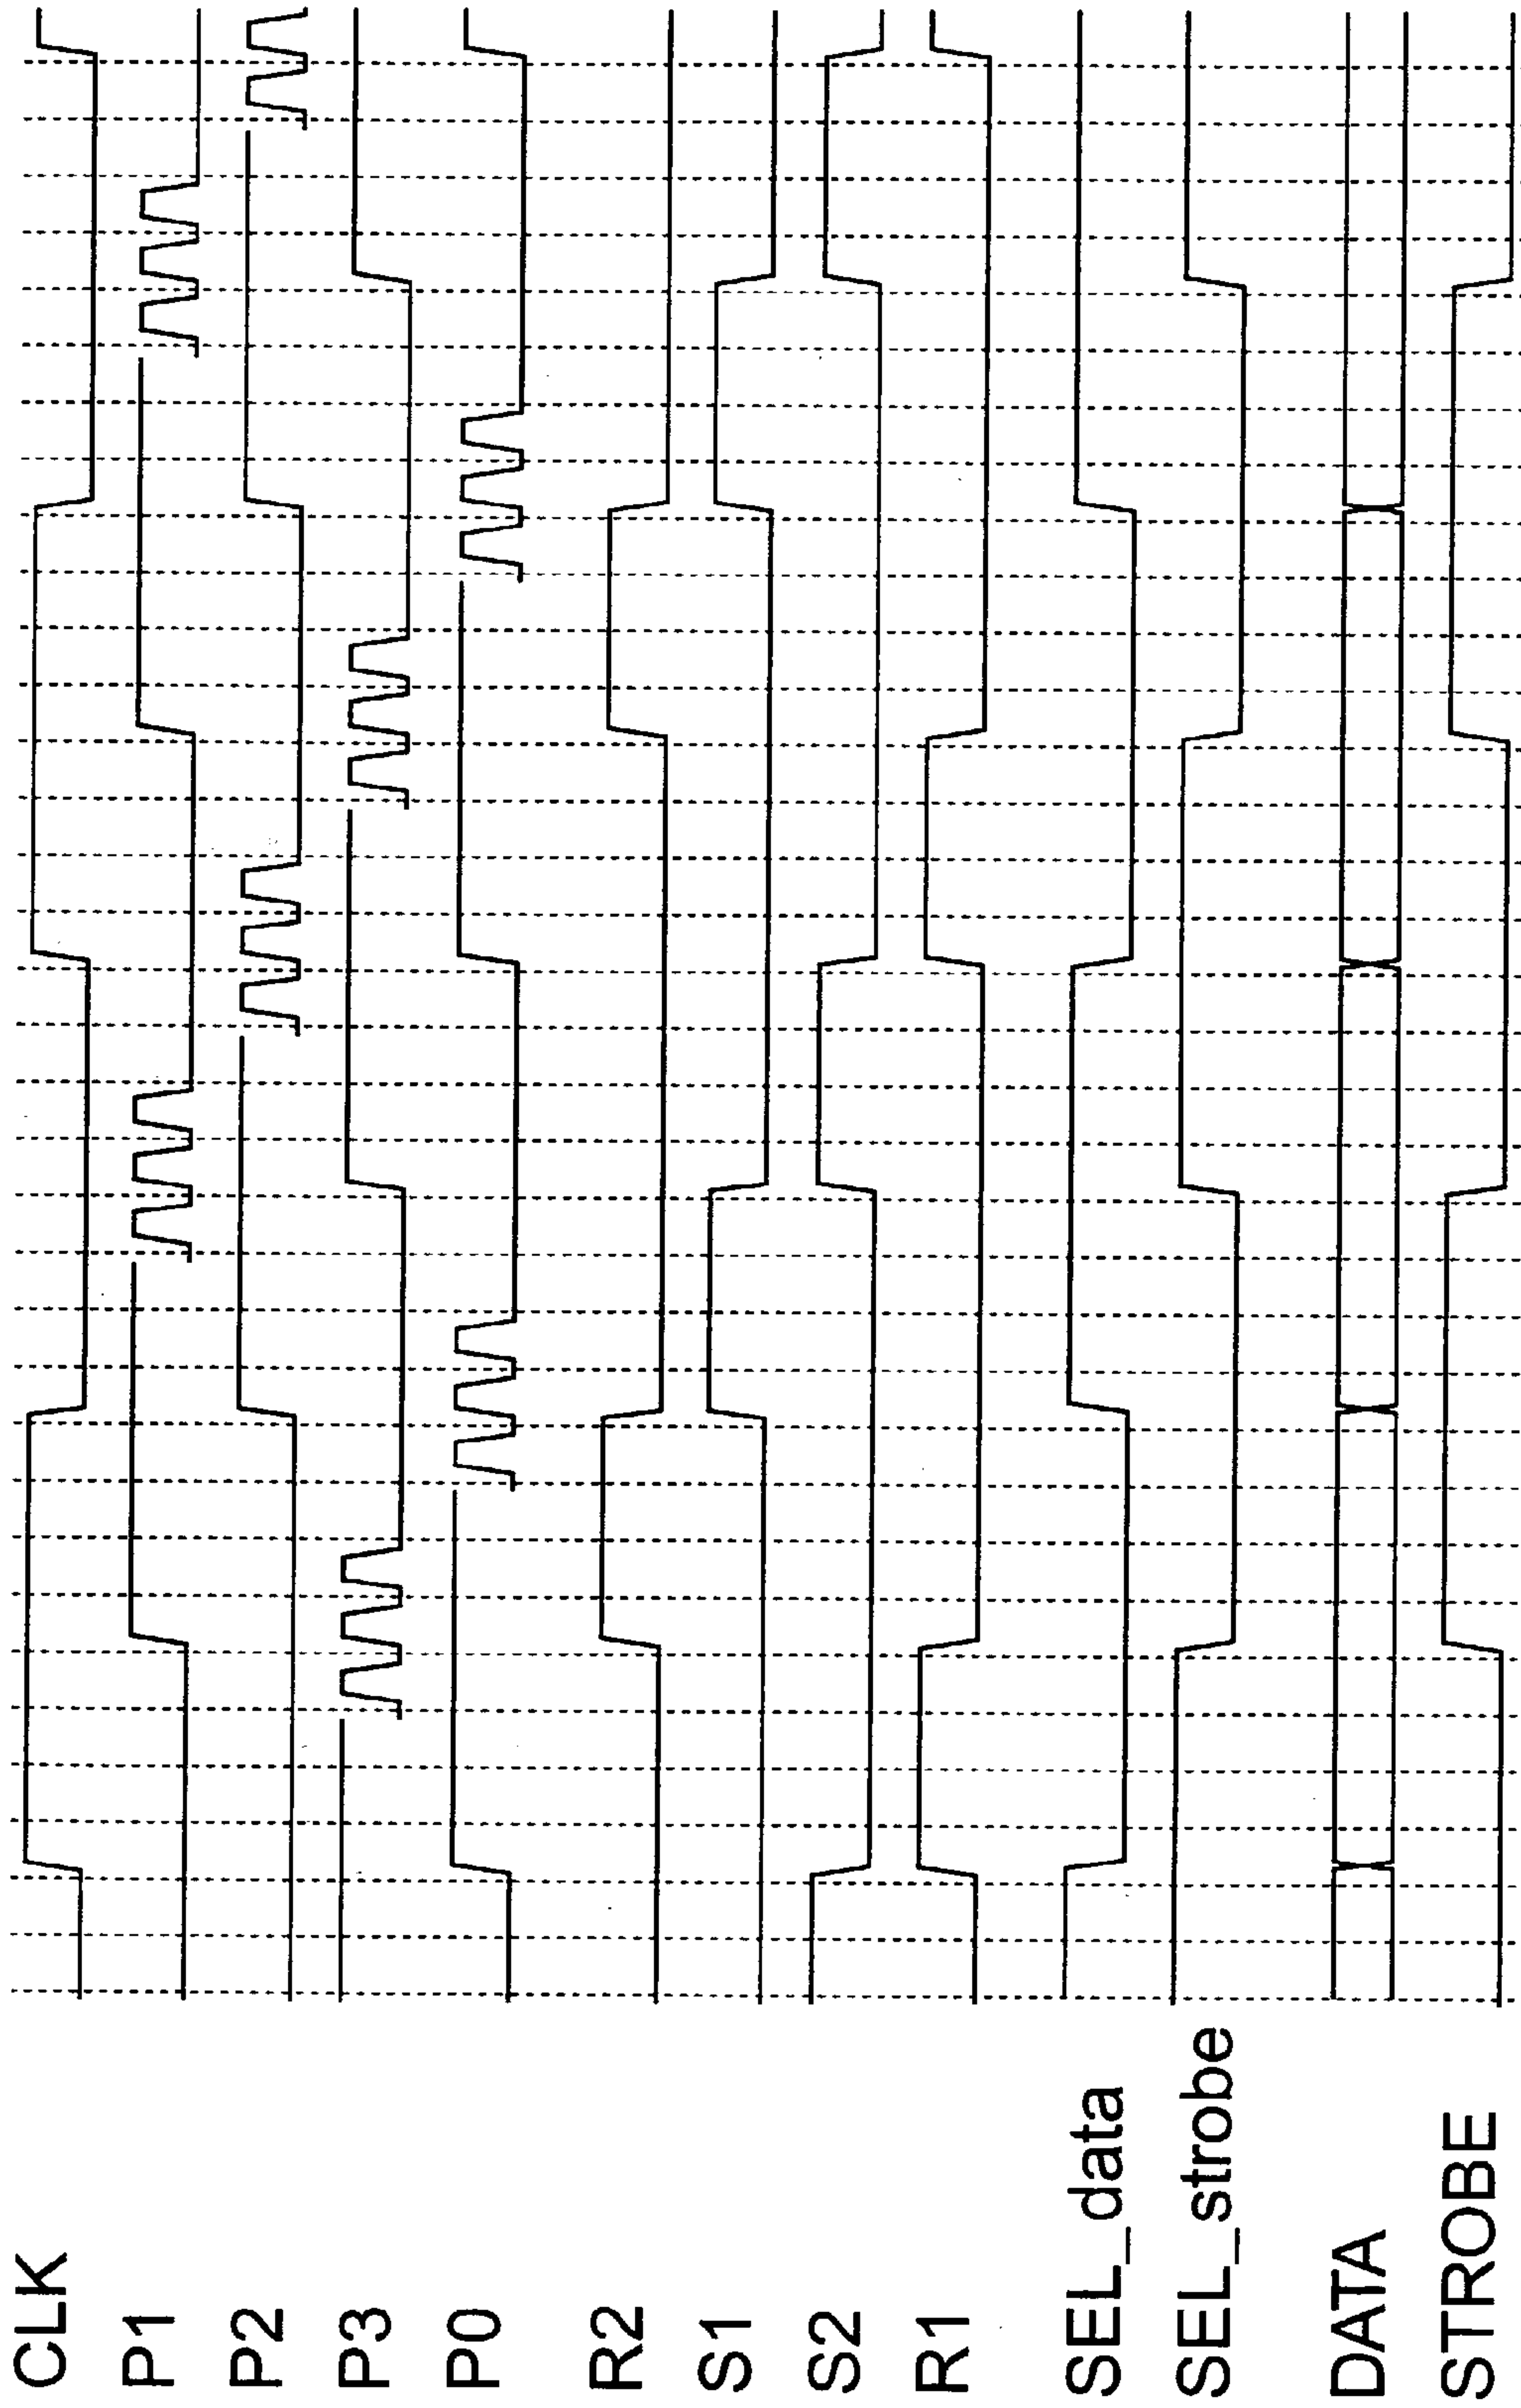 CLK
P1
P2
P3
P0
R2
S1
S2
R1
SEL_data
SEL_strobe
DATA
STROBE